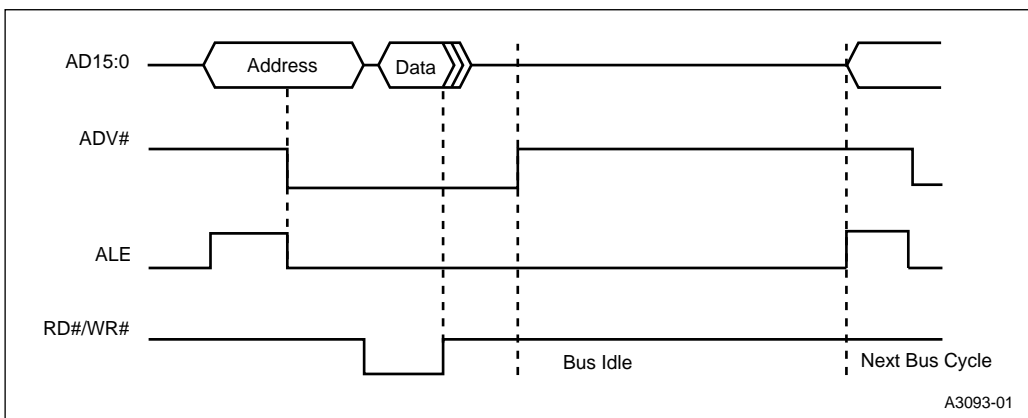 AD15:0
Address
Data
ADV#
ALE
RD#/WR#
Bus Idle
Next Bus Cycle
A3093-01